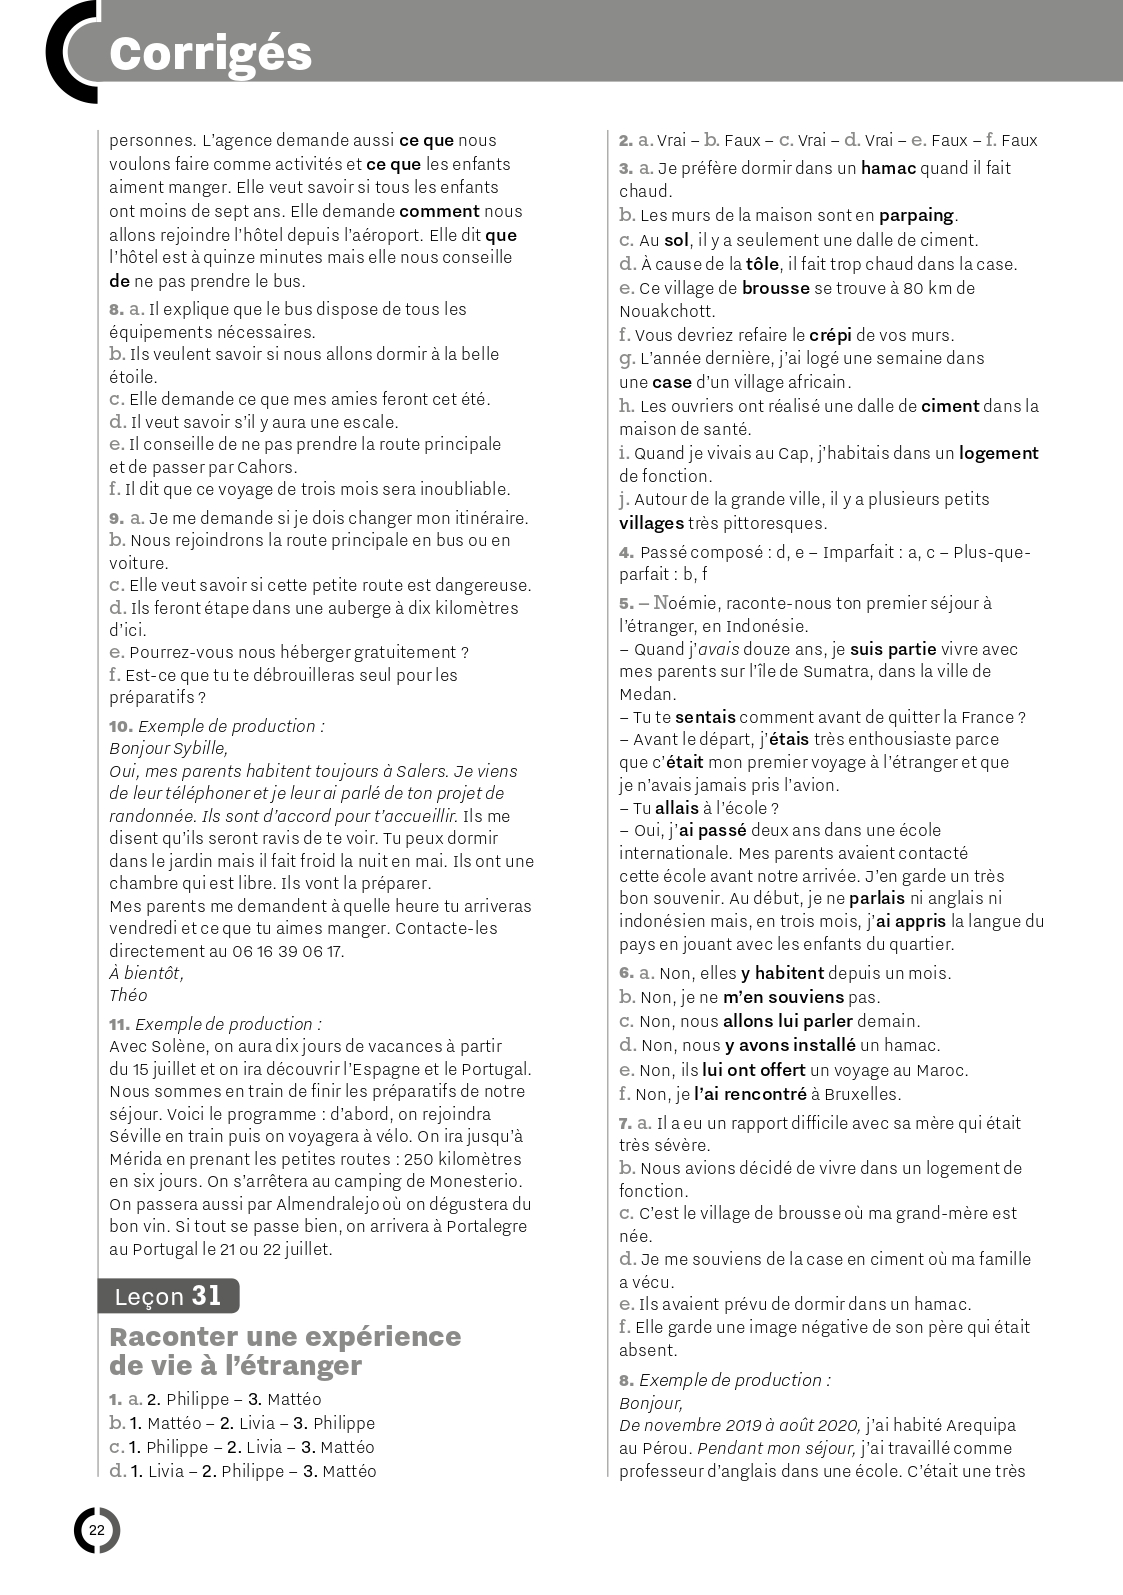 Corrigés
personnes. L'agence demande aussi ce que nous
voulons faire comme activités et ce que les enfants
aiment manger. Elle veut savoir si tous les enfants
ont moins de sept ans. Elle demande comment nous
allons rejoindre l'hôtel depuis l'aéroport. Elle dit que
l'hôtel est à quinze minutes mais elle nous conseille
de ne pas prendre le bus.
8. a. Il explique que le bus dispose de tous les
équipements nécessaires.
b. Ils veulent savoir si nous allons dormir à la belle
étoile.
c. Elle demande ce que mes amies feront cet été.
d. Il veut savoir s'il y aura une escale.
e. Il conseille de ne pas prendre la route principale
et de passer par Cahors.
f. Il dit que ce voyage de trois mois sera inoubliable.
9. a. Je me demande si je dois changer mon itinéraire.
b. Nous rejoindrons la route principale en bus ou en
voiture.
c. Elle veut savoir si cette petite route est dangereuse.
d. Ils feront étape dans une auberge à dix kilomètres
d'ici.
e. Pourrez-vous nous héberger gratuitement ?
f. Est-ce que tu te débrouilleras seul pour les
préparatifs ?
10. Exemple de production :
Bonjour Sybille,
Oui, mes parents habitent toujours à Salers. Je viens
de leur téléphoner et je leur ai parlé de ton projet de
randonnée. Ils sont d'accord pour t'accueillir. Ils me
disent qu'ils seront ravis de te voir. Tu peux dormir
dans le jardin mais il fait froid la nuit en mai. Ils ont une
chambre qui est libre. Ils vont la préparer.
Mes parents me demandent à quelle heure tu arriveras
vendredi et ce que tu aimes manger. Contacte-les
directement au 06 16 39 06 17.
À bientôt,
Théo
11. Exemple de production :
Avec Solène, on aura dix jours de vacances à partir
du 15 juillet et on ira découvrir l'Espagne et le Portugal.
Nous sommes en train de finir les préparatifs de notre
séjour. Voici le programme : d'abord, on rejoindra
Séville en train puis on voyagera à vélo. On ira jusqu'à
Mérida en prenant les petites routes : 250 kilomètres
en six jours. On s'arrêtera au camping de Monesterio.
On passera aussi par Almendralejo où on dégustera du
bon vin. Si tout se passe bien, on arrivera à Portalegre
au Portugal le 21 ou 22 juillet.
Leçon 31
Raconter une expérience
de vie à l'étranger
1. a. 2. Philippe – 3. Mattéo
b. 1. Mattéo – 2. Livia – 3. Philippe
c. 1. Philippe – 2. Livia – 3. Mattéo
d. 1. Livia – 2. Philippe – 3. Mattéo
2. a. Vrai – b. Faux – c. Vrai – d. Vrai – e. Faux – f. Faux
3. a. Je préfère dormir dans un hamac quand il fait
chaud.
b. Les murs de la maison sont en parpaing.
c. Au sol, il y a seulement une dalle de ciment.
d. À cause de la tôle, il fait trop chaud dans la case.
e. Ce village de brousse se trouve à 80 km de
Nouakchott.
f. Vous devriez refaire le crépi de vos murs.
g. L'année dernière, j'ai logé une semaine dans
une case d'un village africain.
h. Les ouvriers ont réalisé une dalle de ciment dans la
maison de santé.
i. Quand je vivais au Cap, j'habitais dans un logement
de fonction.
j. Autour de la grande ville, il y a plusieurs petits
villages très pittoresques.
4. Passé composé : d, e – Imparfait : a, c – Plus-que-
parfait : b, f
5. – Noémie, raconte-nous ton premier séjour à
l'étranger, en Indonésie.
– Quand j'avais douze ans, je suis partie vivre avec
mes parents sur l'île de Sumatra, dans la ville de
Medan.
– Tu te sentais comment avant de quitter la France ?
– Avant le départ, j'étais très enthousiaste parce
que c'était mon premier voyage à l'étranger et que
je n'avais jamais pris l'avion.
– Tu allais à l'école ?
– Oui, j'ai passé deux ans dans une école
internationale. Mes parents avaient contacté
cette école avant notre arrivée. J'en garde un très
bon souvenir. Au début, je ne parlais ni anglais ni
indonésien mais, en trois mois, j'ai appris la langue du
pays en jouant avec les enfants du quartier.
6. a. Non, elles y habitent depuis un mois.
b. Non, je ne m'en souviens pas.
c. Non, nous allons lui parler demain.
d. Non, nous y avons installé un hamac.
e. Non, ils lui ont offert un voyage au Maroc.
f. Non, je l'ai rencontré à Bruxelles.
7. a. Il a eu un rapport difficile avec sa mère qui était
très sévère.
b. Nous avions décidé de vivre dans un logement de
fonction.
c. C'est le village de brousse où ma grand-mère est
née.
d. Je me souviens de la case en ciment où ma famille
a vécu.
e. Ils avaient prévu de dormir dans un hamac.
f. Elle garde une image négative de son père qui était
absent.
8. Exemple de production :
Bonjour,
De novembre 2019 à août 2020, j'ai habité Arequipa
au Pérou. Pendant mon séjour, j'ai travaillé comme
professeur d'anglais dans une école. C'était une très
22